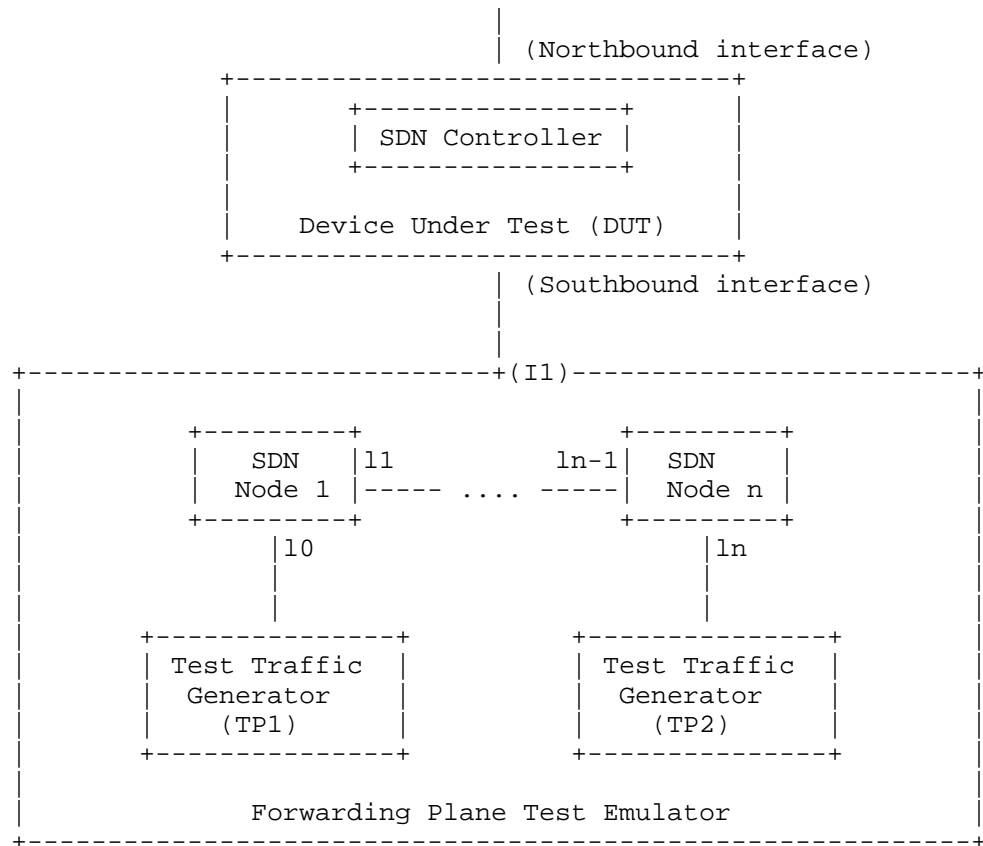 (Northbound interface)
SDN Controller
Device Under Test (DUT)
(Southbound interface)
(I1)
SDN l1 ln-1 SDN
Node 1 .... Node n
l0 ln
Test Traffic Test Traffic
Generator Generator
(TP1) (TP2)
Forwarding Plane Test Emulator